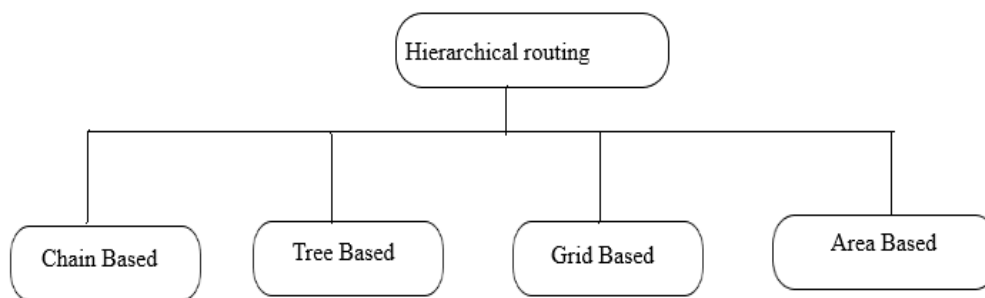 Hierarchical routing
Chain Based
Tree Based
Grid Based
Area Based